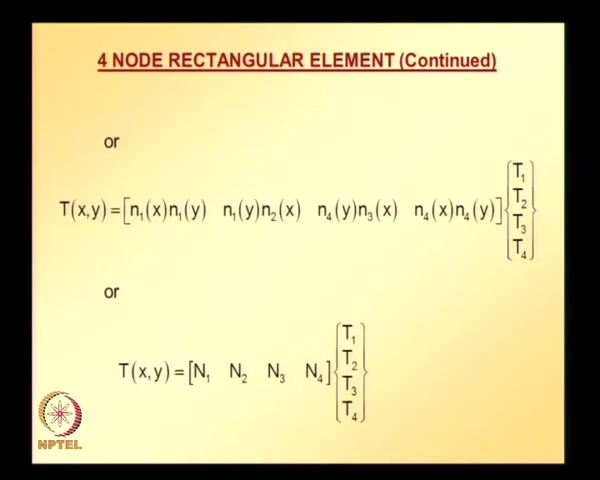 4 NODE RECTANGULAR ELEMENT (Continued)
or
T(x,y)=[n₁(x)n₁(y) n₁(y)n₂(x) n₄(y)n₃(x) n₄(x)n₄(y)]{T₁ T₂ T₃ T₄}
or
T(x,y)=[N₁ N₂ N₃ N₄]{T₁ T₂ T₃ T₄}
NPTEL